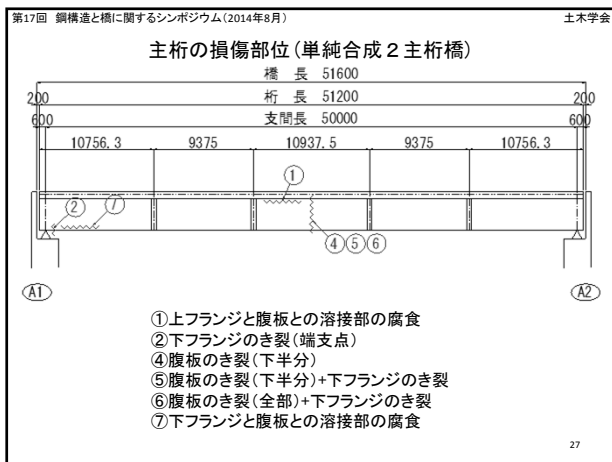 第17回 鋼構造と橋に関するシンポジウム(2014年8月) 土木学会
主桁の損傷部位(単純合成2主桁橋)
橋 長 51600
200 桁 長 51200 200
600 支間長 50000 600
10756.3 9375 10937.5 9375 10756.3
①
② ⑦
④⑤⑥
A1 A2
①上フランジと腹板との溶接部の腐食
②下フランジのき裂(端支点)
④腹板のき裂(下半分)
⑤腹板のき裂(下半分)+下フランジのき裂
⑥腹板のき裂(全部)+下フランジのき裂
⑦下フランジと腹板との溶接部の腐食
27